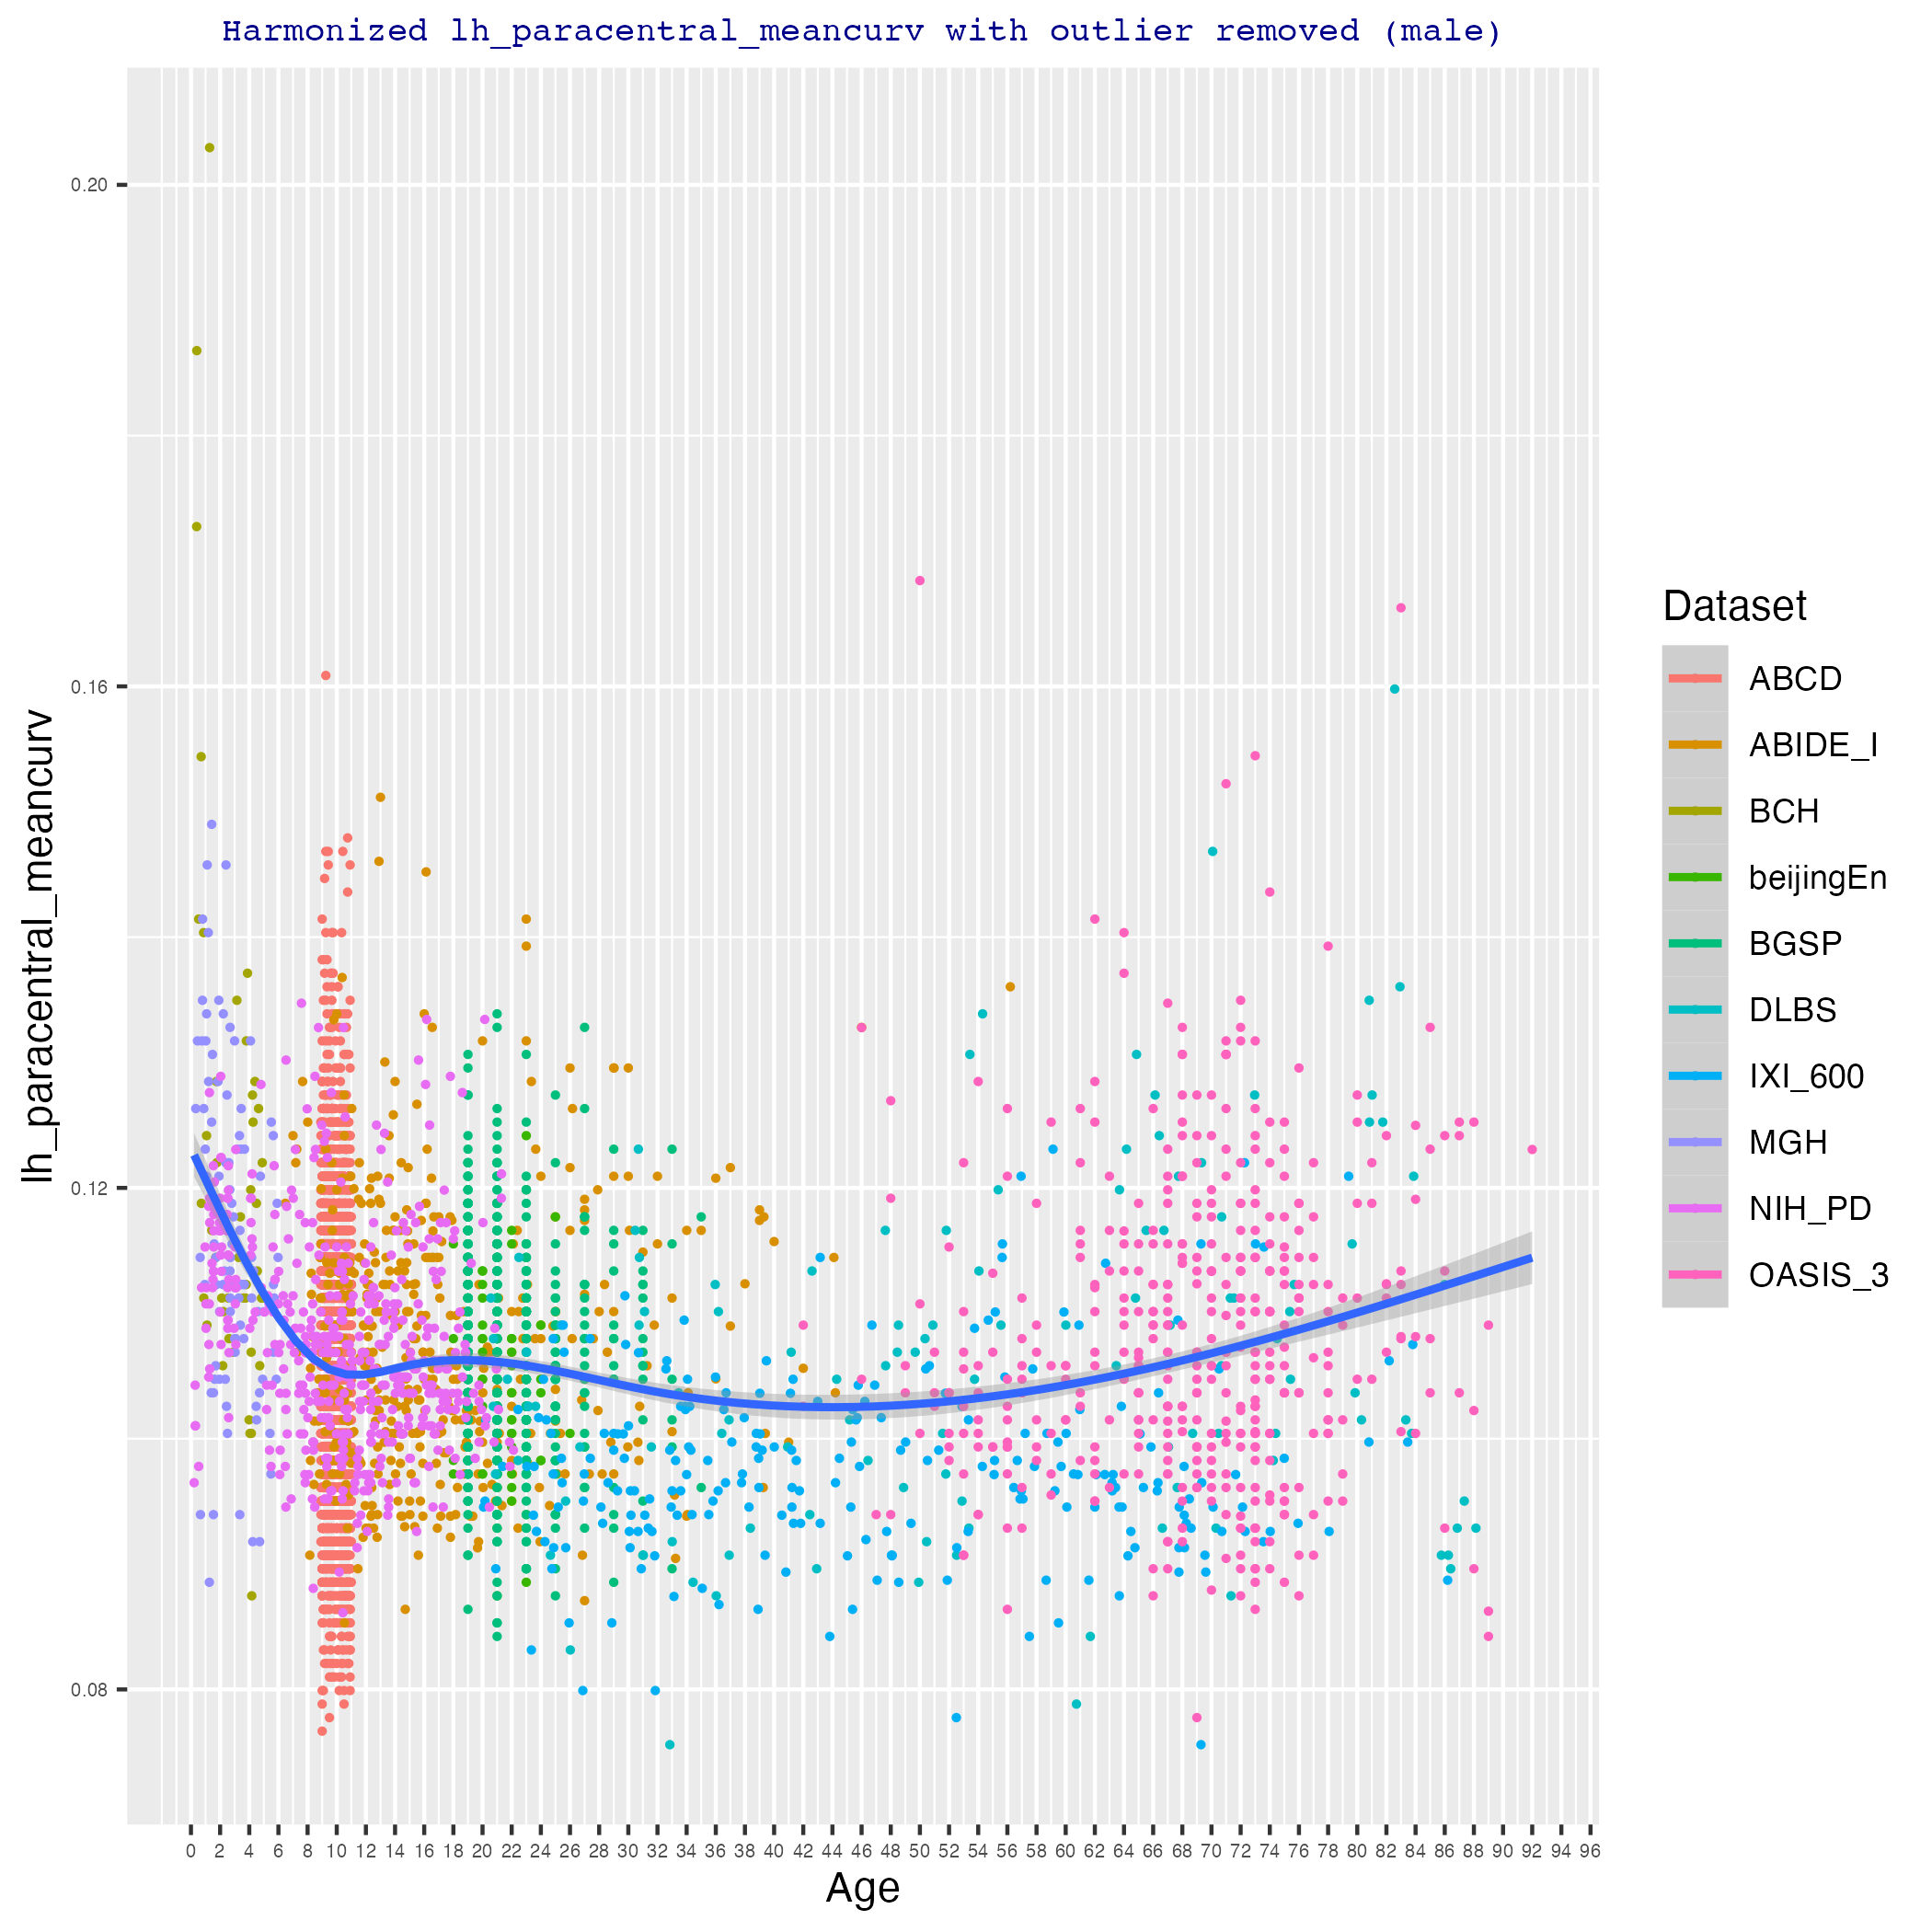 Harmonized lh_paracentral_meancurv with outlier removed (male)
0.20
0.16
0.12
0.08
lh_paracentral_meancurv
0 2 4 6 8 10 12 14 16 18 20 22 24 26 28 30 32 34 36 38 40 42 44 46 48 50 52 54 56 58 60 62 64 66 68 70 72 74 76 78 80 82 84 86 88 90 92 94 96
Age
Dataset
ABCD
ABIDE_I
BCH
beijingEn
BGSP
DLBS
IXI_600
MGH
NIH_PD
OASIS_3